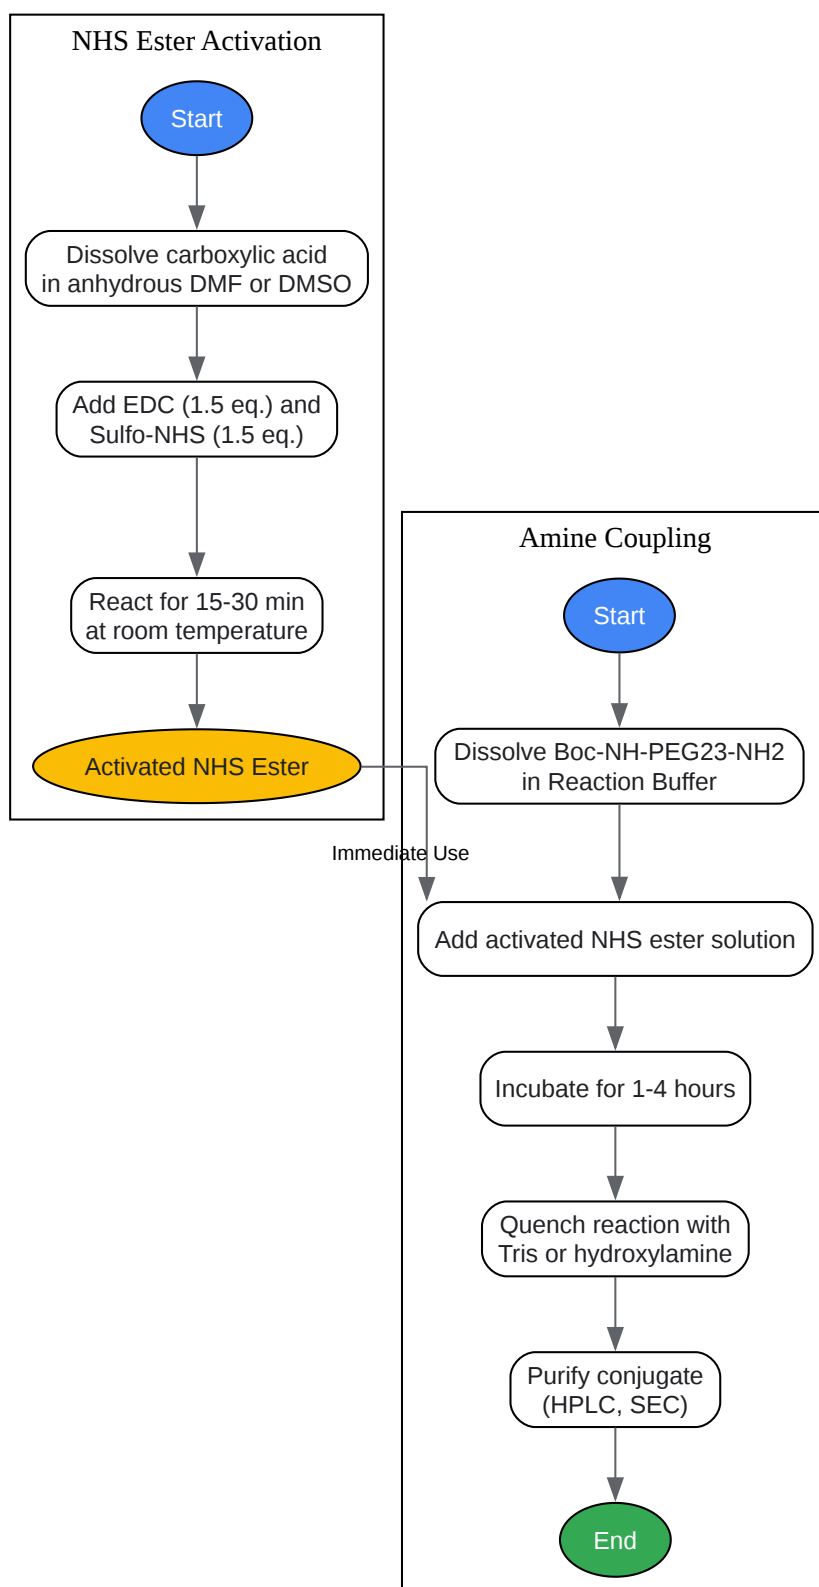 NHS Ester Activation
Start
Dissolve carboxylic acid
in anhydrous DMF or DMSO
Add EDC (1.5 eq.) and
Sulfo-NHS (1.5 eq.)
React for 15-30 min
at room temperature
Activated NHS Ester
Immediate Use
Amine Coupling
Start
Dissolve Boc-NH-PEG23-NH2
in Reaction Buffer
Add activated NHS ester solution
Incubate for 1-4 hours
Quench reaction with
Tris or hydroxylamine
Purify conjugate
(HPLC, SEC)
End